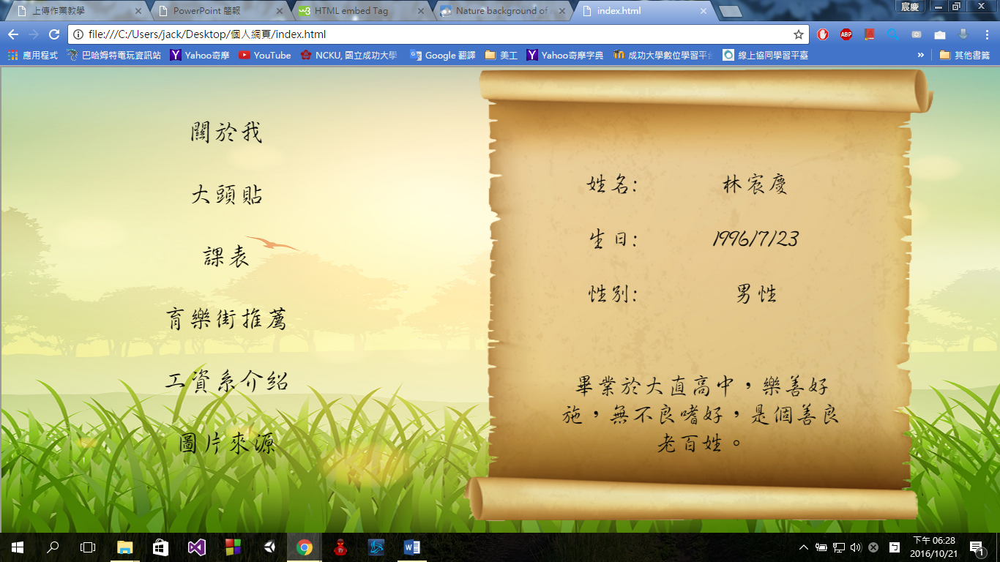 上傳作業教學
PowerPoint 簡報
HTML embed Tag
Nature background of
index.html
宸慶
file:///C:/Users/jack/Desktop/個人網頁/index.html
ABP
應用程式
巴哈姆特電玩資訊站
Yahoo奇摩
YouTube
NCKU, 國立成功大學
Google 翻譯
美工
Yahoo奇摩字典
成功大學數位學習平台
線上協同學習平臺
»
其他書籤
關於我
大頭貼
課表
育樂街推薦
工資系介紹
圖片來源
姓名: 林宸慶
生日: 1996/7/23
性別: 男性
畢業於大直高中，樂善好
施，無不良嗜好，是個善良
老百姓。
下午 06:28
2016/10/21
1